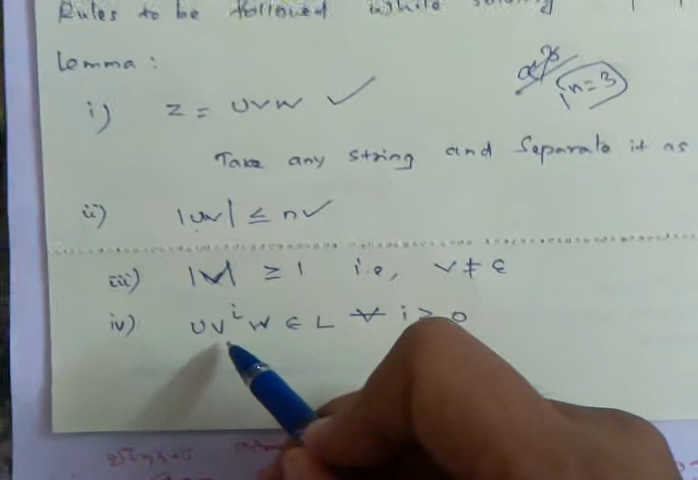 Rules to be followed while solving
Lemma :
n=3
i) z = uvw ✓
Take any string and Separate it as
ii) |uv| ≤ n ✓
iii) |v| ≥ 1 i.e, v ≠ ε
iv) uvⁱw ∈ L ∀ i ≥ 0